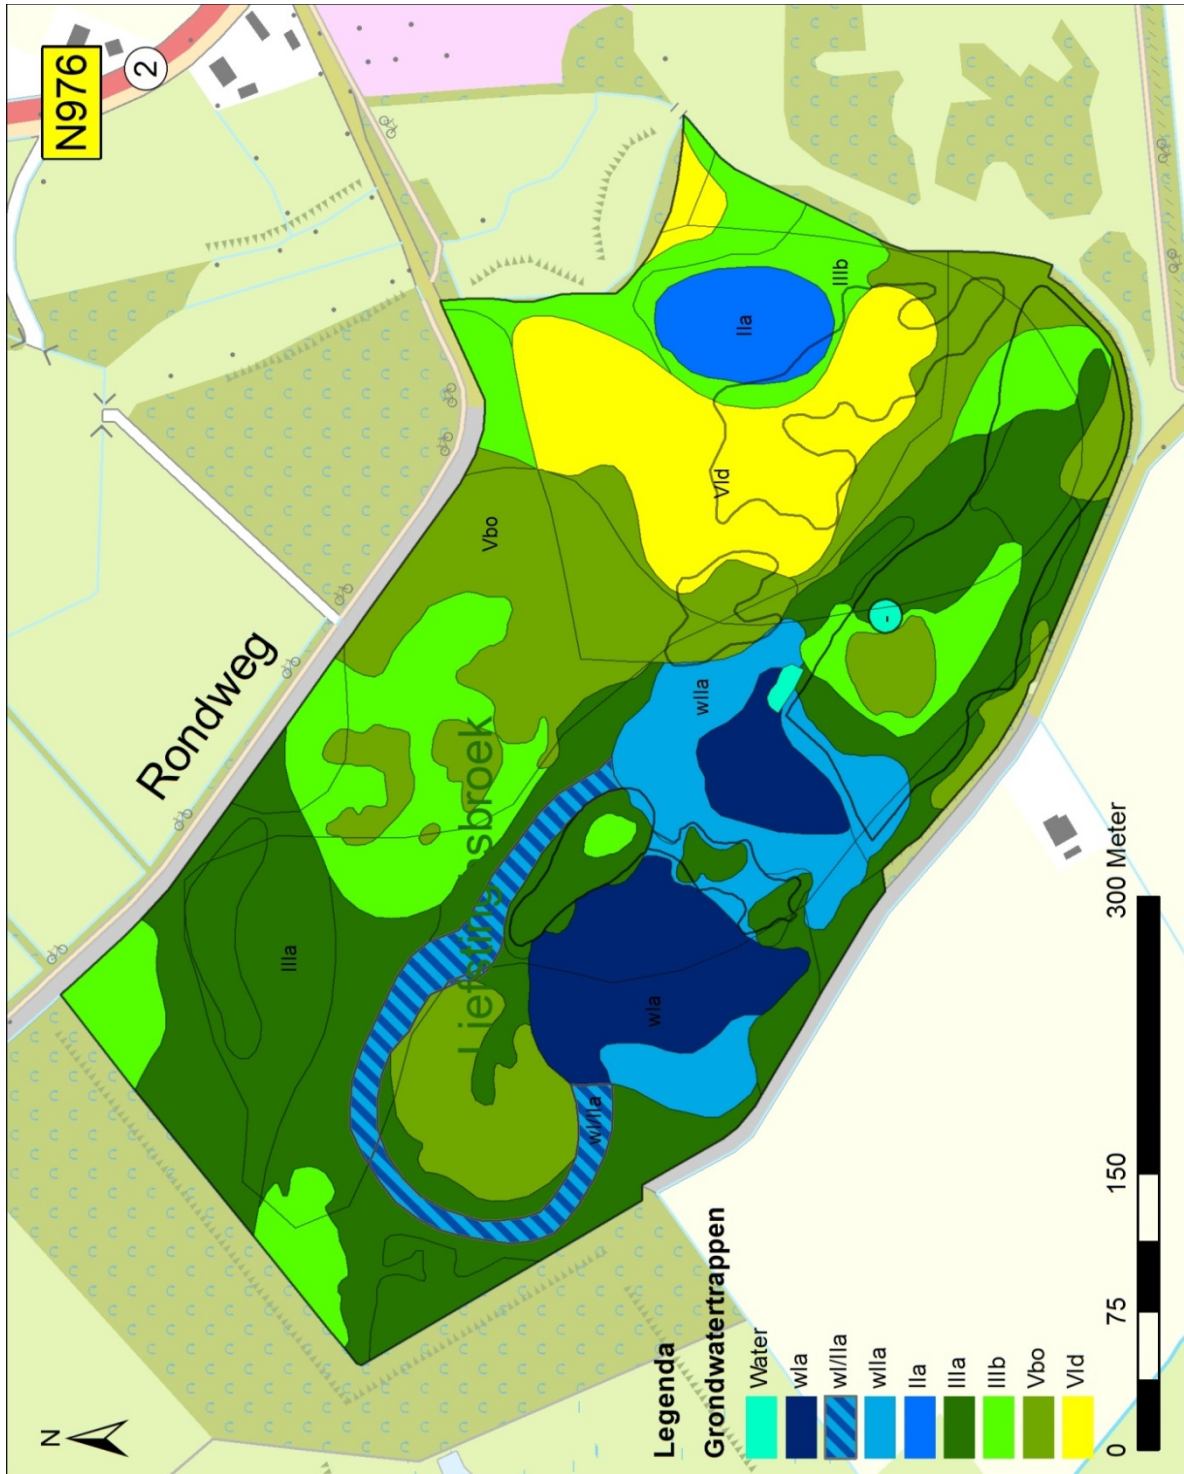 N976
2
Rondweg
Liefstinghsbroek
Vbo
IIIa
VId
IIa
IIIb
wIIa
wIa
wI/IIa
-
N
Legenda
Grondwatertrappen
Water
wIa
wI/IIa
wIIa
IIa
IIIa
IIIb
Vbo
VId
0 75 150 300 Meter